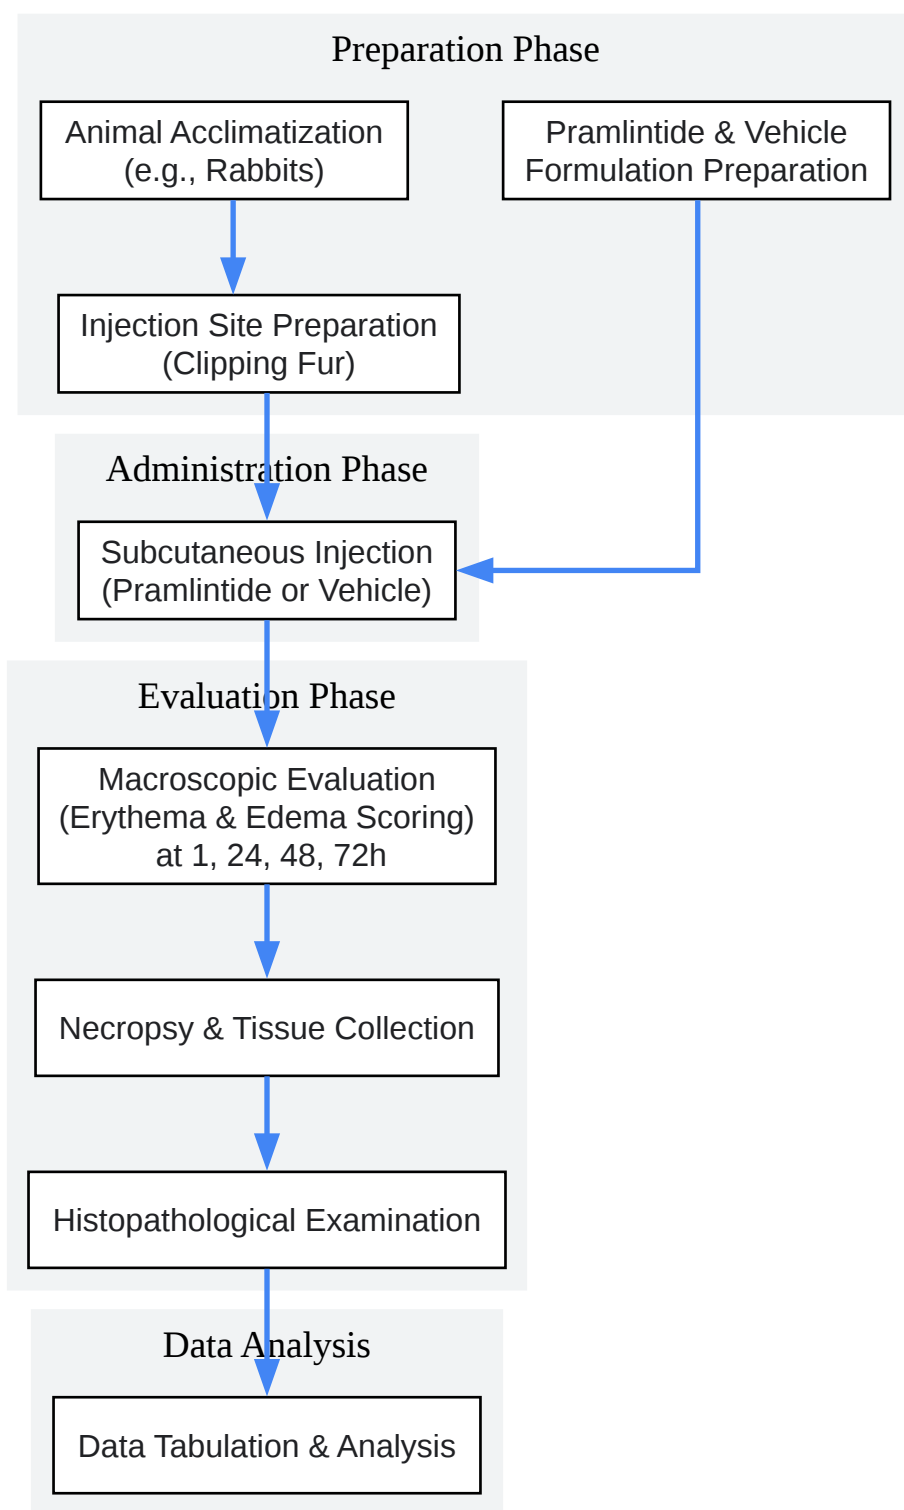 Preparation Phase
Animal Acclimatization
(e.g., Rabbits)
Pramlintide & Vehicle
Formulation Preparation
Injection Site Preparation
(Clipping Fur)
Administration Phase
Subcutaneous Injection
(Pramlintide or Vehicle)
Evaluation Phase
Macroscopic Evaluation
(Erythema & Edema Scoring)
at 1, 24, 48, 72h
Necropsy & Tissue Collection
Histopathological Examination
Data Analysis
Data Tabulation & Analysis